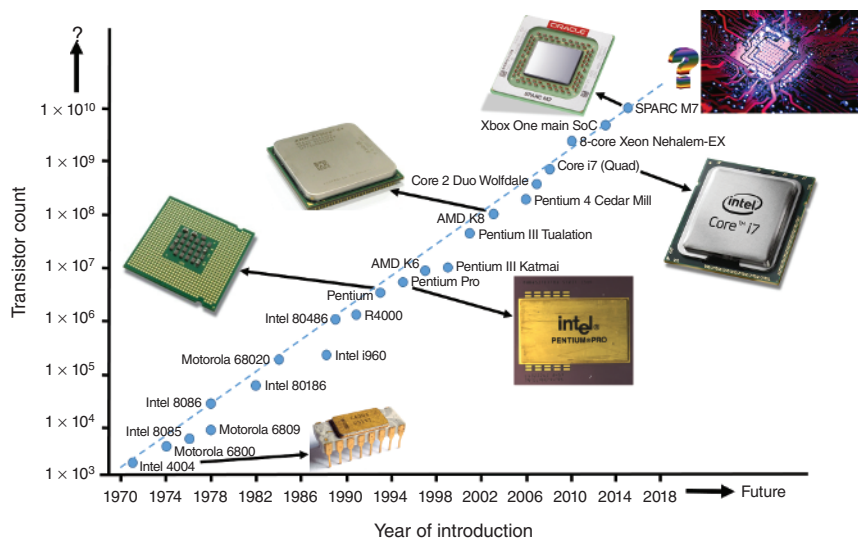 ?
1 × 10¹⁰
1 × 10⁹
1 × 10⁸
1 × 10⁷
1 × 10⁶
1 × 10⁵
1 × 10⁴
1 × 10³
Transistor count
ORACLE
SPARC M7
?
SPARC M7
Xbox One main SoC
8-core Xeon Nehalem-EX
Core i7 (Quad)
Core 2 Duo Wolfdale
Pentium 4 Cedar Mill
AMD K8
Pentium III Tualation
AMD K6
Pentium III Katmai
Pentium Pro
Pentium
Intel 80486
R4000
Motorola 68020
Intel i960
Intel 80186
Intel 8086
Intel 8085
Motorola 6809
Motorola 6800
Intel 4004
intel
Core™ i7
intel®
PENTIUM®PRO
1970 1974 1978 1982 1986 1990 1994 1998 2002 2006 2010 2014 2018
Future
Year of introduction